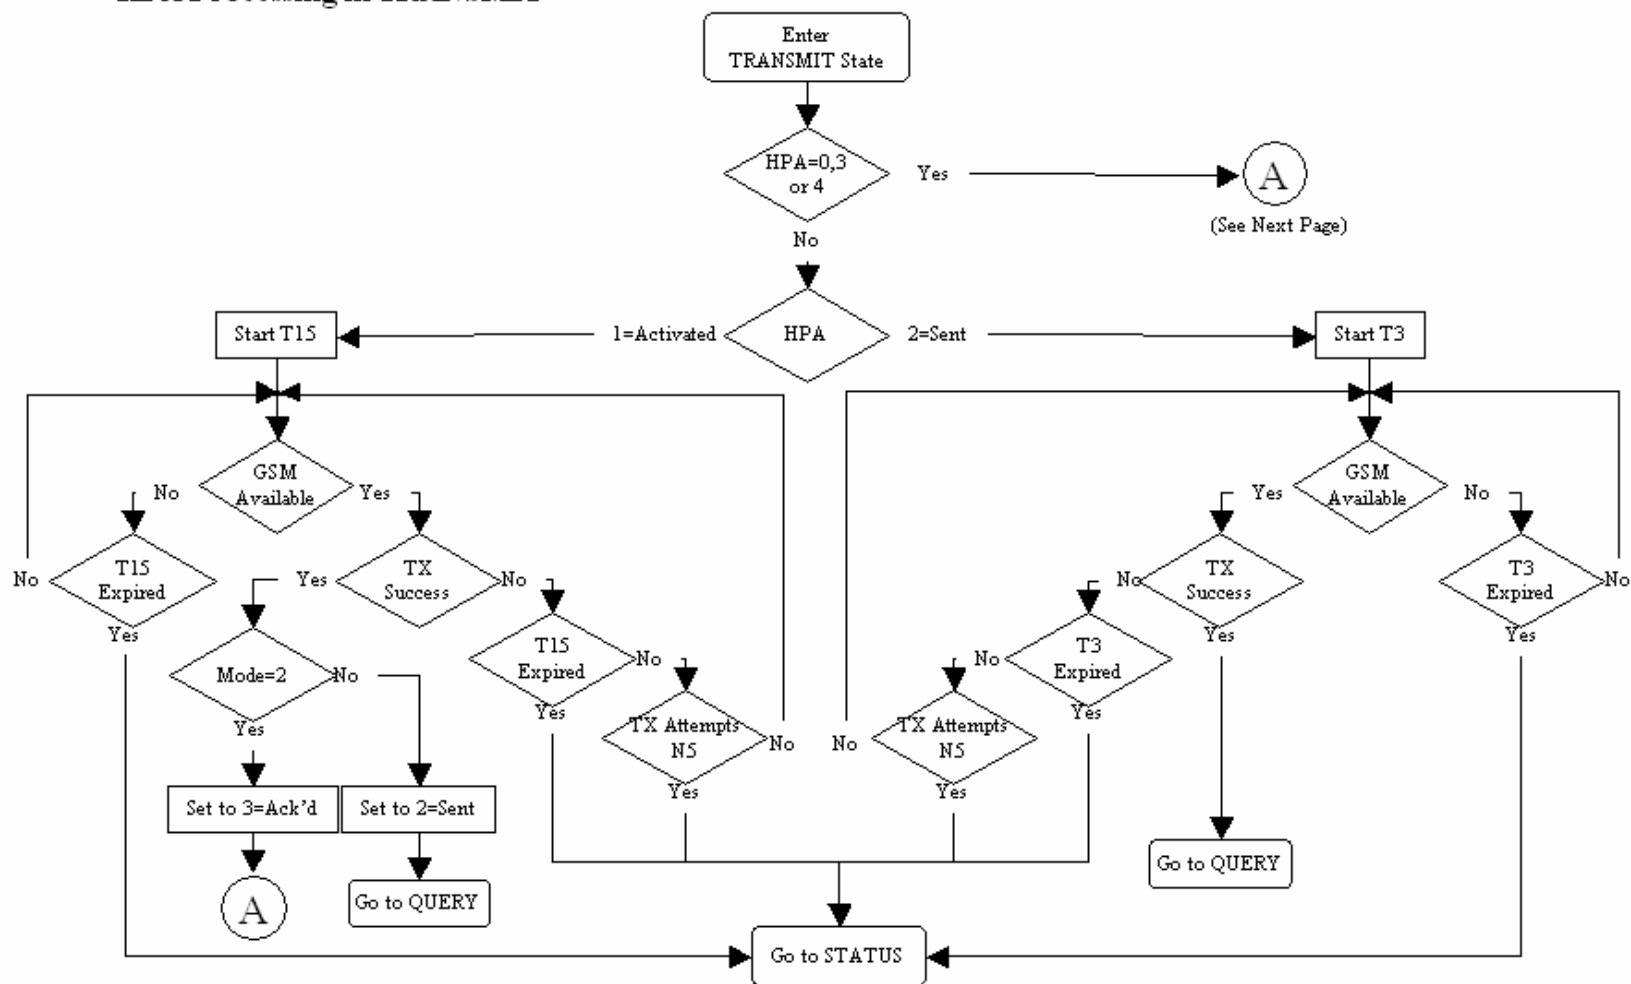 Processing in TRANSMIT
Enter
TRANSMIT State
HPA=0,3
or 4
Yes
A
(See Next Page)
No
HPA
1=Activated
2=Sent
Start T15
Start T3
GSM
Available
No
Yes
T15
Expired
No
Yes
TX
Success
Yes
No
Mode=2
No
Yes
T15
Expired
No
Yes
TX Attempts
N5
No
Yes
Set to 3=Ack'd
Set to 2=Sent
A
Go to QUERY
GSM
Available
Yes
No
TX
Success
No
Yes
T3
Expired
No
Yes
T3
Expired
No
Yes
TX Attempts
N5
No
Yes
Go to QUERY
Go to STATUS